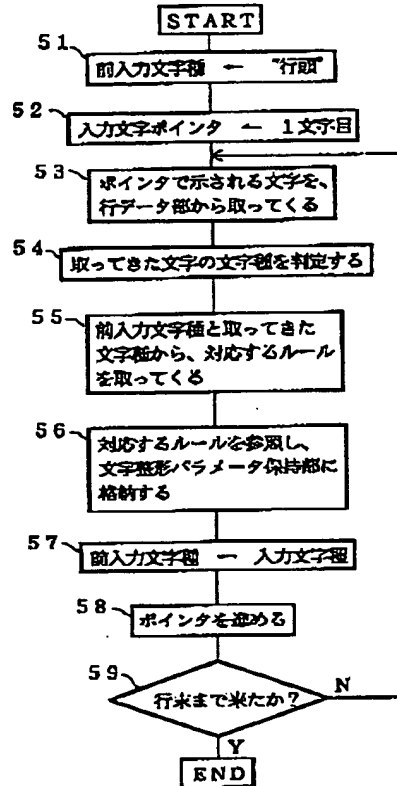 START
51
前入力文字種 ← "行頭"
52
入力文字ポインタ ← 1文字目
53
ポインタで示される文字を、
行データ部から取ってくる
54
取ってきた文字の文字種を判定する
55
前入力文字種と取ってきた
文字種から、対応するルール
を取ってくる
56
対応するルールを参照し、
文字整形パラメータ保持部に
格納する
57
前入力文字種 ― 入力文字種
58
ポインタを進める
59
行末まで来たか?
N
Y
END